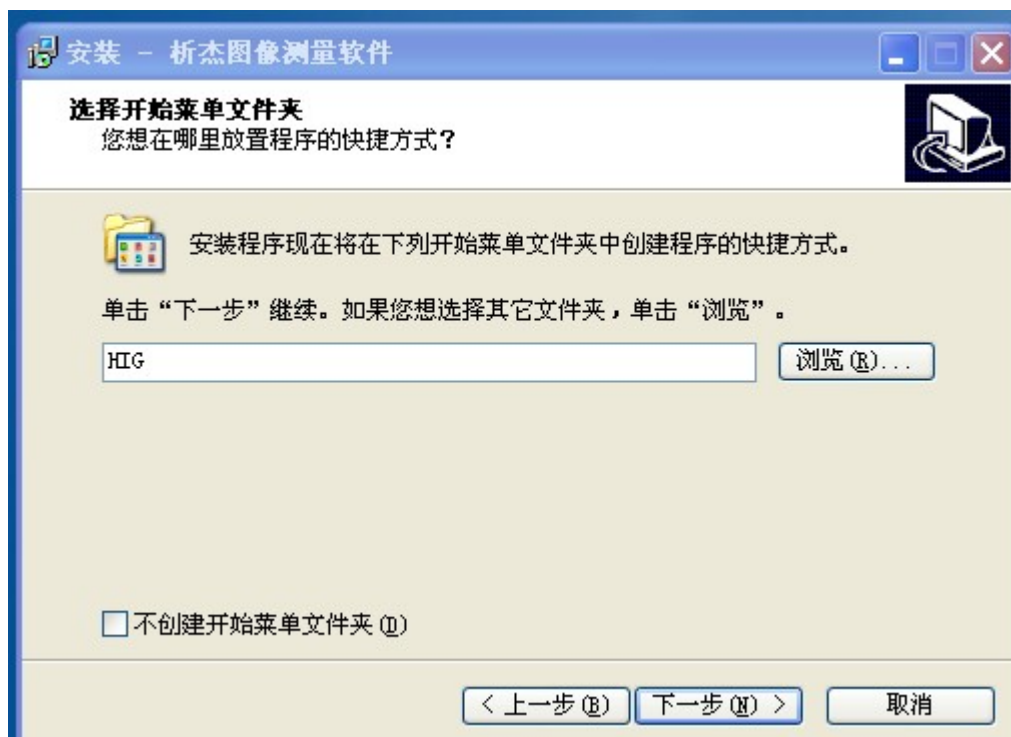 安装 - 析杰图像测量软件
选择开始菜单文件夹
您想在哪里放置程序的快捷方式？
安装程序现在将在下列开始菜单文件夹中创建程序的快捷方式。
单击“下一步”继续。如果您想选择其它文件夹，单击“浏览”。
HIG
浏览(R)...
不创建开始菜单文件夹(D)
< 上一步(B)
下一步(N) >
取消